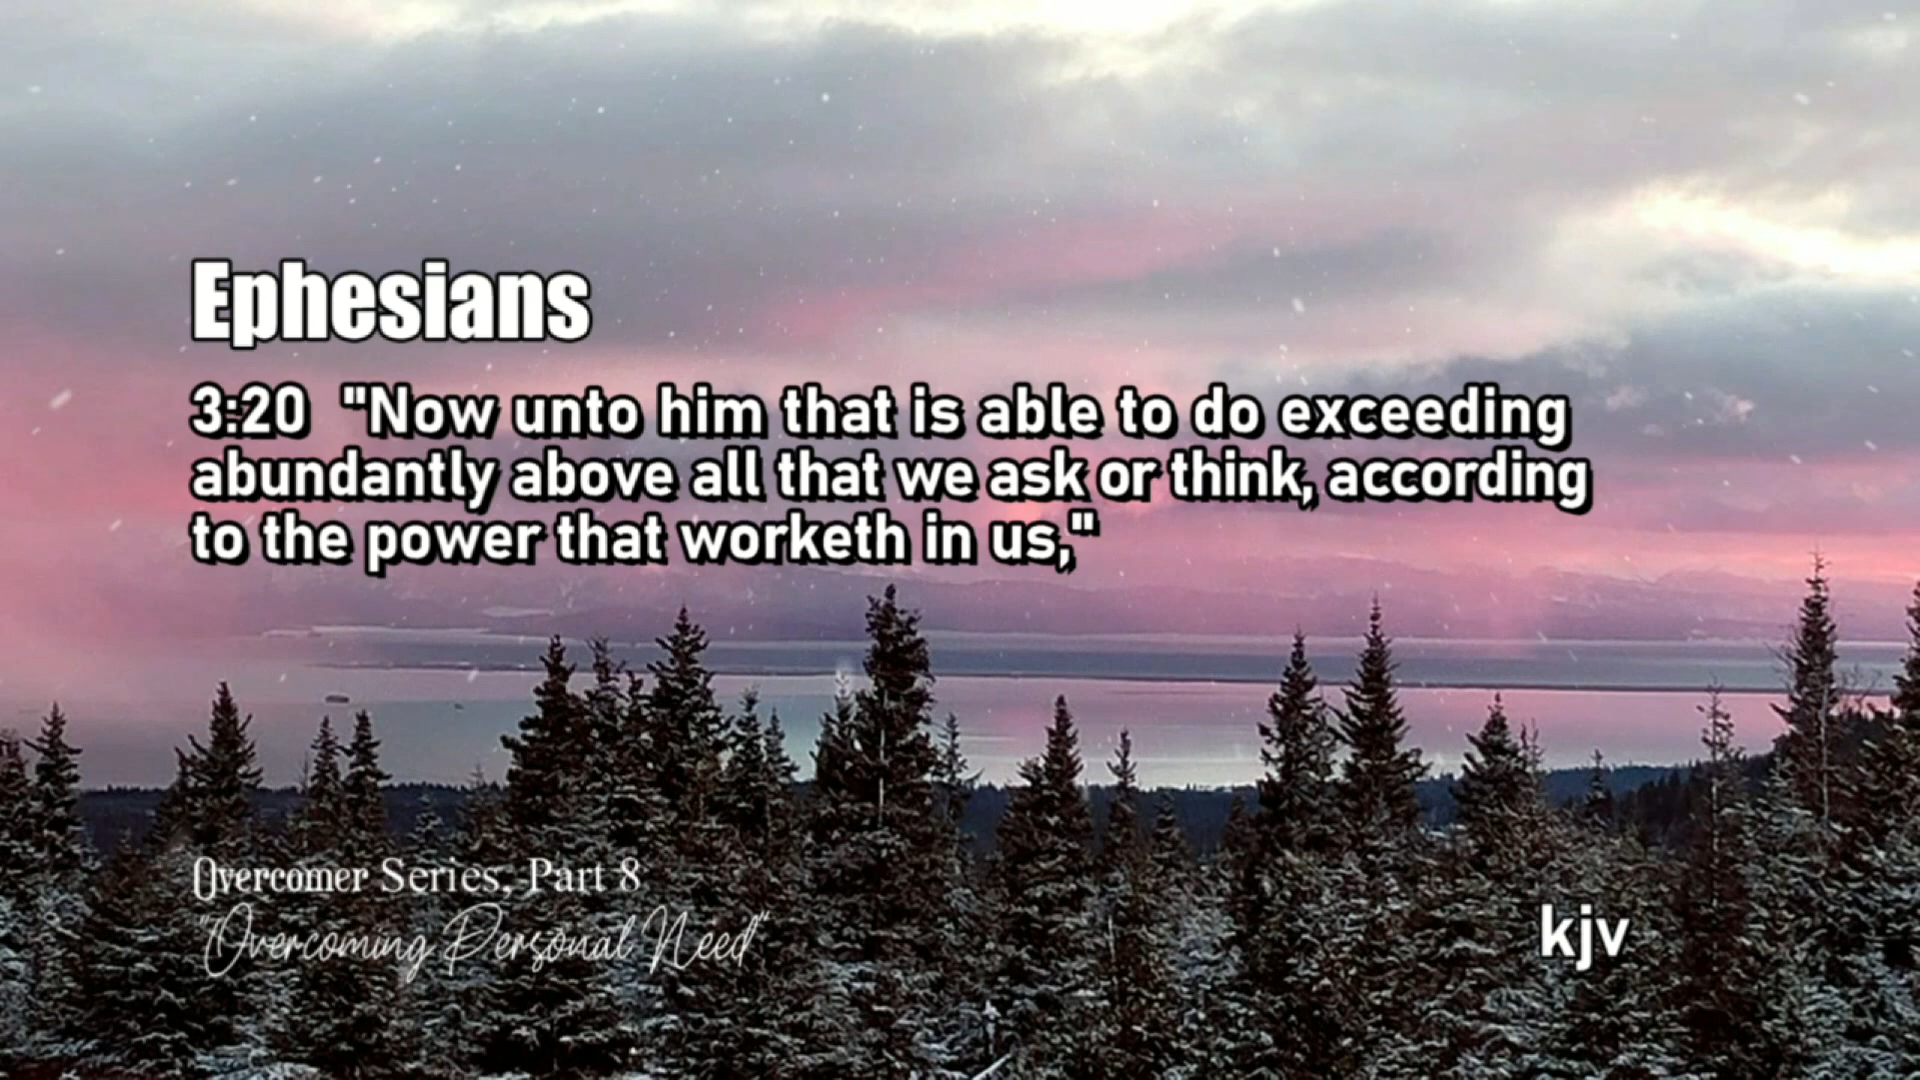 Ephesians
3:20 "Now unto him that is able to do exceeding
abundantly above all that we ask or think, according
to the power that worketh in us,"
Overcomer Series, Part 8
"Overcoming Personal Need"
kjv